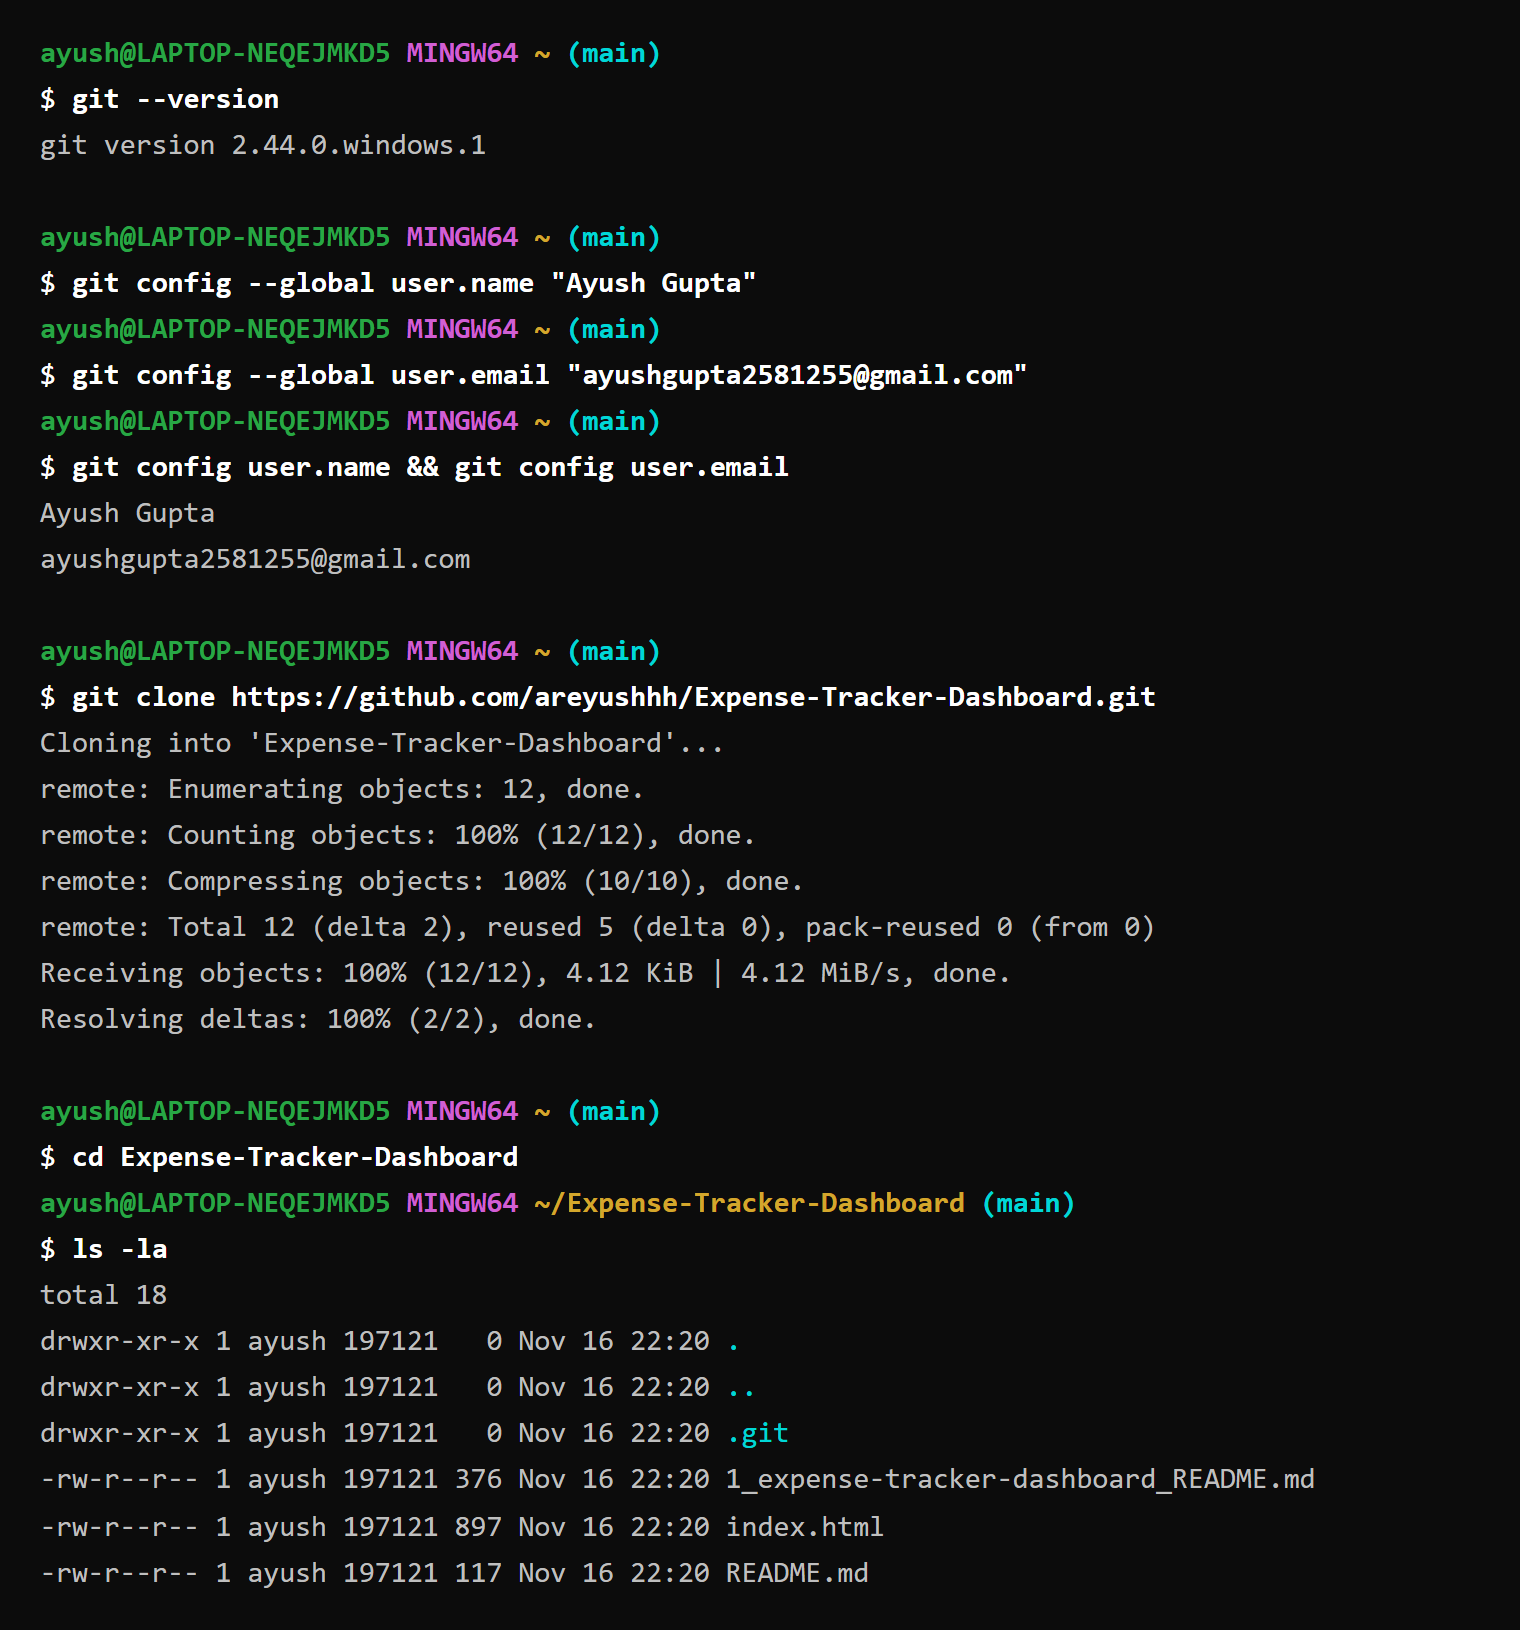 ayush@LAPTOP-NEQEJMKD5 MINGW64 ~ (main)
$ git --version
git version 2.44.0.windows.1
ayush@LAPTOP-NEQEJMKD5 MINGW64 ~ (main)
$ git config --global user.name "Ayush Gupta"
ayush@LAPTOP-NEQEJMKD5 MINGW64 ~ (main)
$ git config --global user.email "ayushgupta2581255@gmail.com"
ayush@LAPTOP-NEQEJMKD5 MINGW64 ~ (main)
$ git config user.name && git config user.email
Ayush Gupta
ayushgupta2581255@gmail.com
ayush@LAPTOP-NEQEJMKD5 MINGW64 ~ (main)
$ git clone https://github.com/areyushhh/Expense-Tracker-Dashboard.git
Cloning into 'Expense-Tracker-Dashboard'...
remote: Enumerating objects: 12, done.
remote: Counting objects: 100% (12/12), done.
remote: Compressing objects: 100% (10/10), done.
remote: Total 12 (delta 2), reused 5 (delta 0), pack-reused 0 (from 0)
Receiving objects: 100% (12/12), 4.12 KiB | 4.12 MiB/s, done.
Resolving deltas: 100% (2/2), done.
ayush@LAPTOP-NEQEJMKD5 MINGW64 ~ (main)
$ cd Expense-Tracker-Dashboard
ayush@LAPTOP-NEQEJMKD5 MINGW64 ~/Expense-Tracker-Dashboard (main)
$ ls -la
total 18
drwxr-xr-x 1 ayush 197121   0 Nov 16 22:20 .
drwxr-xr-x 1 ayush 197121   0 Nov 16 22:20 ..
drwxr-xr-x 1 ayush 197121   0 Nov 16 22:20 .git
-rw-r--r-- 1 ayush 197121 376 Nov 16 22:20 1_expense-tracker-dashboard_README.md
-rw-r--r-- 1 ayush 197121 897 Nov 16 22:20 index.html
-rw-r--r-- 1 ayush 197121 117 Nov 16 22:20 README.md